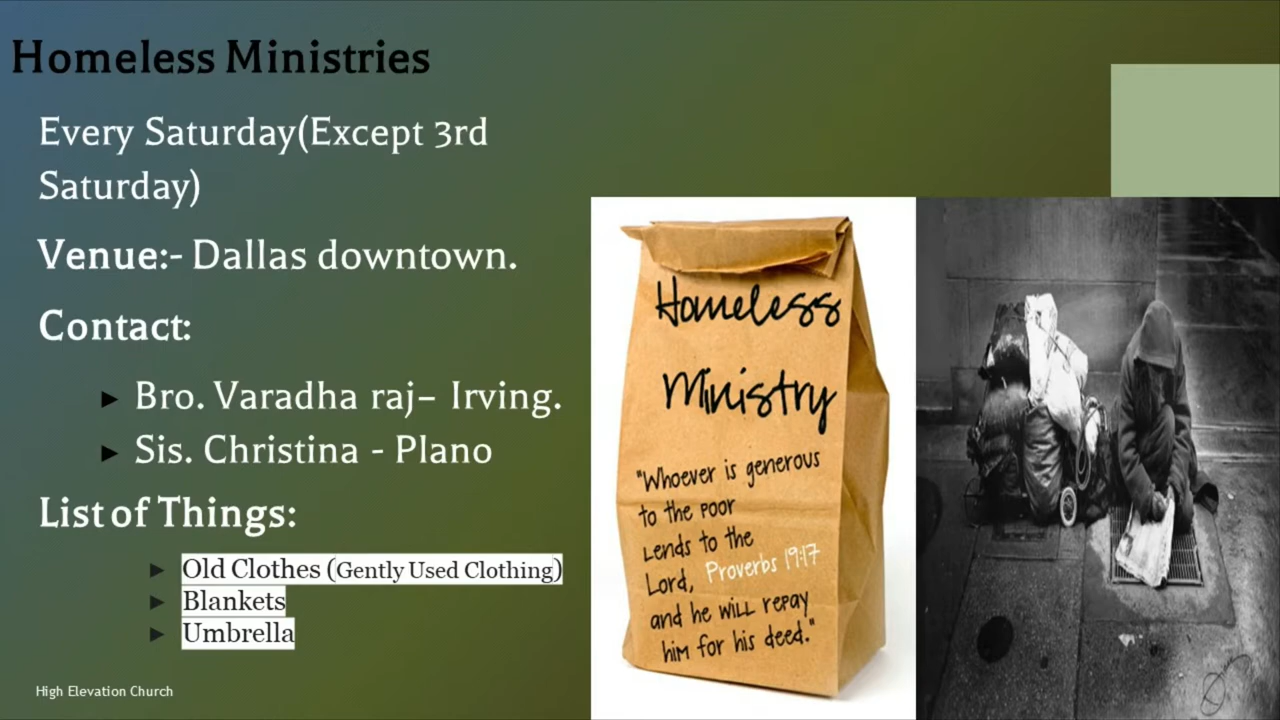 Homeless Ministries
Every Saturday(Except 3rd
Saturday)
Venue:- Dallas downtown.
Contact:
Bro. Varadha raj– Irving.
Sis. Christina - Plano
List of Things:
Old Clothes (Gently Used Clothing)
Blankets
Umbrella
High Elevation Church
Homeless
Ministry
"Whoever is generous
to the poor
Lends to the
Lord, Proverbs 19:17
and he will repay
him for his deed."